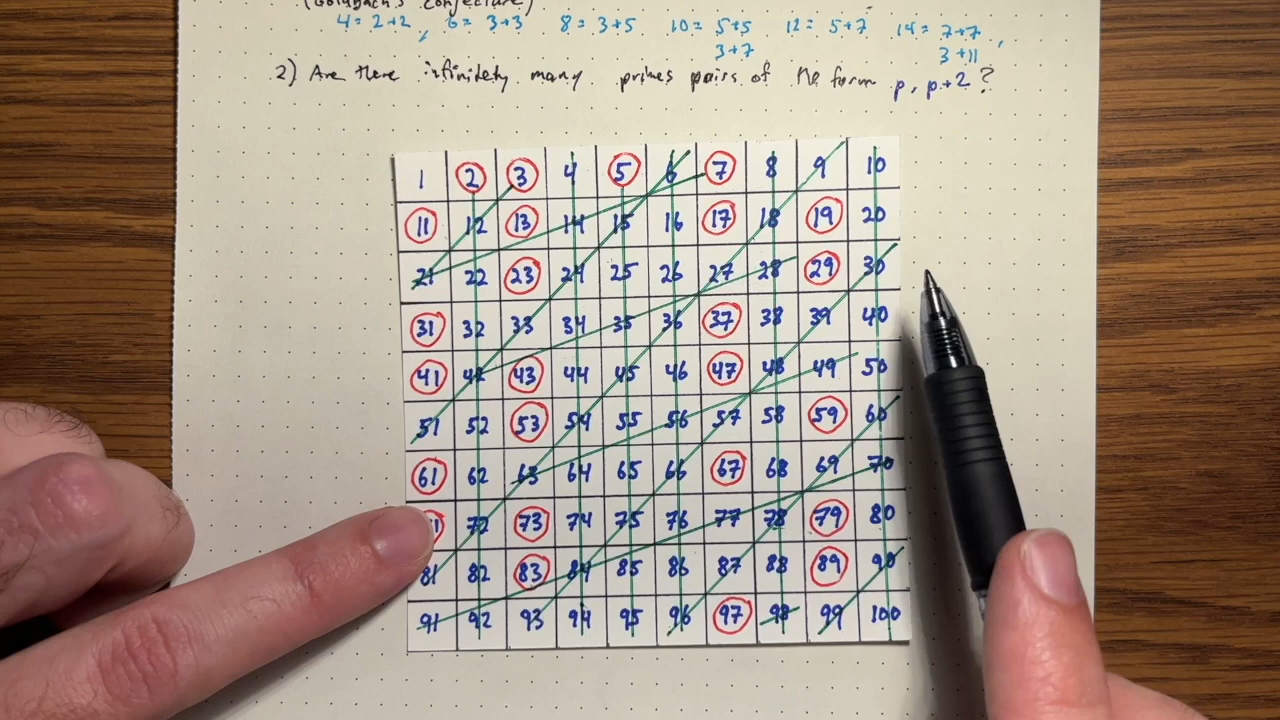 (Goldbach's Conjecture)
4 = 2+2, 6 = 3+3 8 = 3+5 10 = 5+5 12 = 5+7 14 = 7+7,
3+7 3+11
2) Are there infinitely many primes pairs of the form p, p+2?
1 2 3 4 5 6 7 8 9 10
11 12 13 14 15 16 17 18 19 20
21 22 23 24 25 26 27 28 29 30
31 32 33 34 35 36 37 38 39 40
41 42 43 44 45 46 47 48 49 50
51 52 53 54 55 56 57 58 59 60
61 62 63 64 65 66 67 68 69 70
72 73 74 75 76 77 78 79 80
81 82 83 84 85 86 87 88 89 90
91 92 93 94 95 96 97 98 99 100